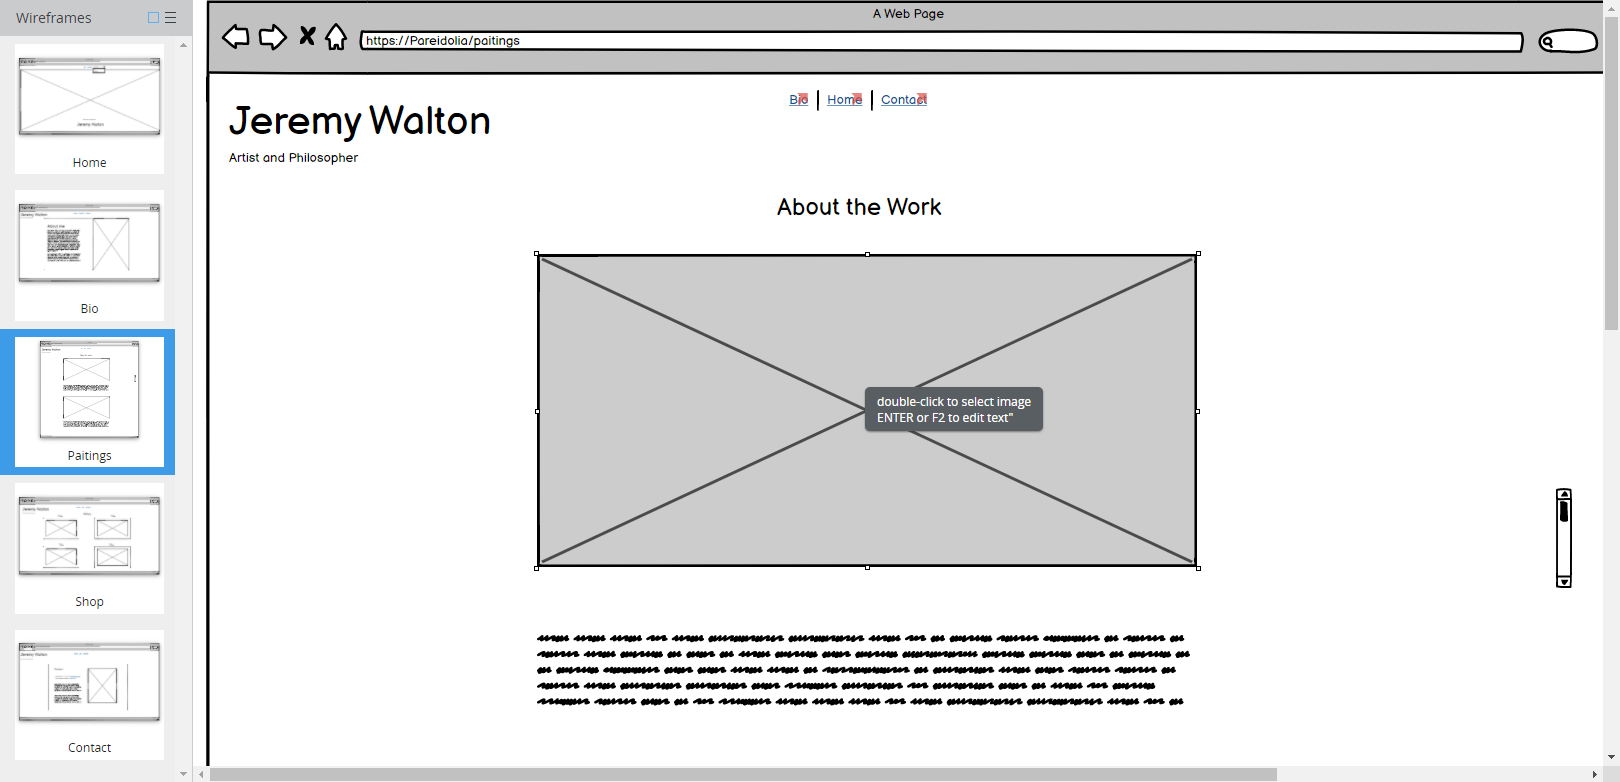 Wireframes
Home
Bio
Paitings
Shop
Contact
A Web Page
https://Pareidolia/paitings
Bio | Home | Contact
Jeremy Walton
Artist and Philosopher
About the Work
double-click to select image
ENTER or F2 to edit text"